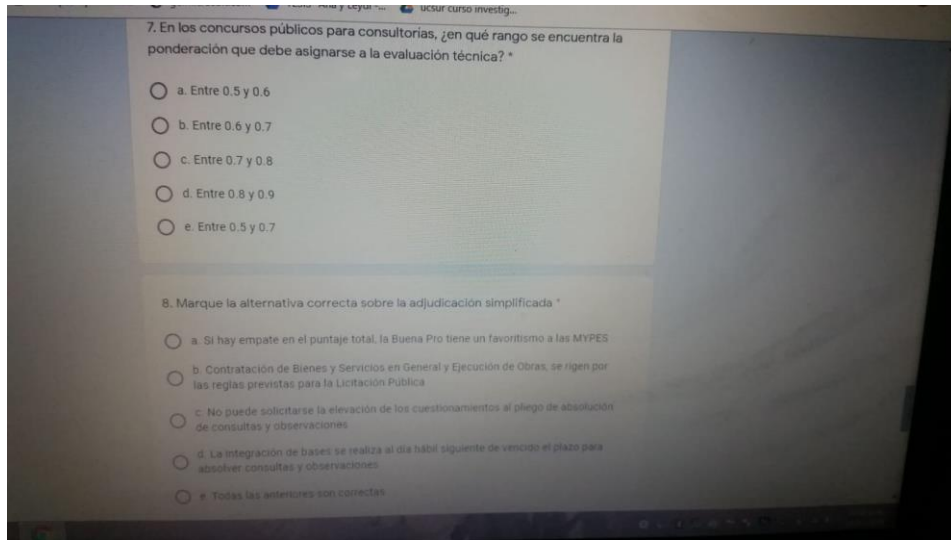 ucsur curso investig...
7. En los concursos públicos para consultorías, ¿en qué rango se encuentra la
ponderación que debe asignarse a la evaluación técnica? *
a. Entre 0.5 y 0.6
b. Entre 0.6 y 0.7
c. Entre 0.7 y 0.8
d. Entre 0.8 y 0.9
e. Entre 0.5 y 0.7
8. Marque la alternativa correcta sobre la adjudicación simplificada *
a. Si hay empate en el puntaje total, la Buena Pro tiene un favoritismo a las MYPES
b. Contratación de Bienes y Servicios en General y Ejecución de Obras, se rigen por
las reglas previstas para la Licitación Pública
c. No puede solicitarse la elevación de los cuestionamientos al pliego de absolución
de consultas y observaciones
d. La integración de bases se realiza al día hábil siguiente de vencido el plazo para
absolver consultas y observaciones
e. Todas las anteriores son correctas